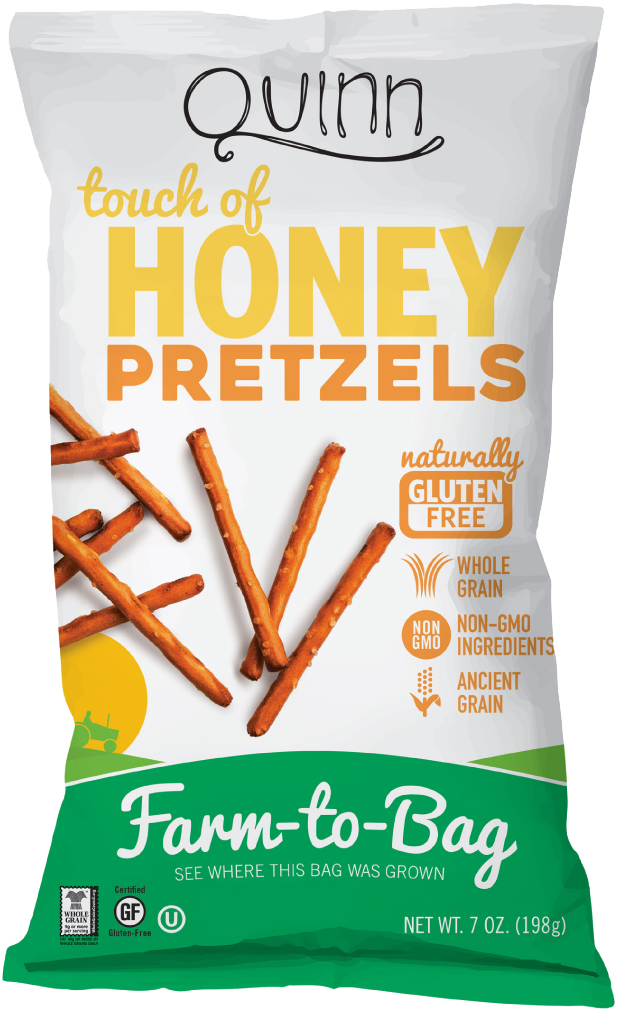 Quinn
touch of
HONEY
PRETZELS
naturally
GLUTEN
FREE
WHOLE
GRAIN
NON
GMO
NON-GMO
INGREDIENTS
ANCIENT
GRAIN
Farm-to-Bag
SEE WHERE THIS BAG WAS GROWN
WHOLE
GRAIN
Certified
GF
Gluten-Free
U
NET WT. 7 OZ. (198g)